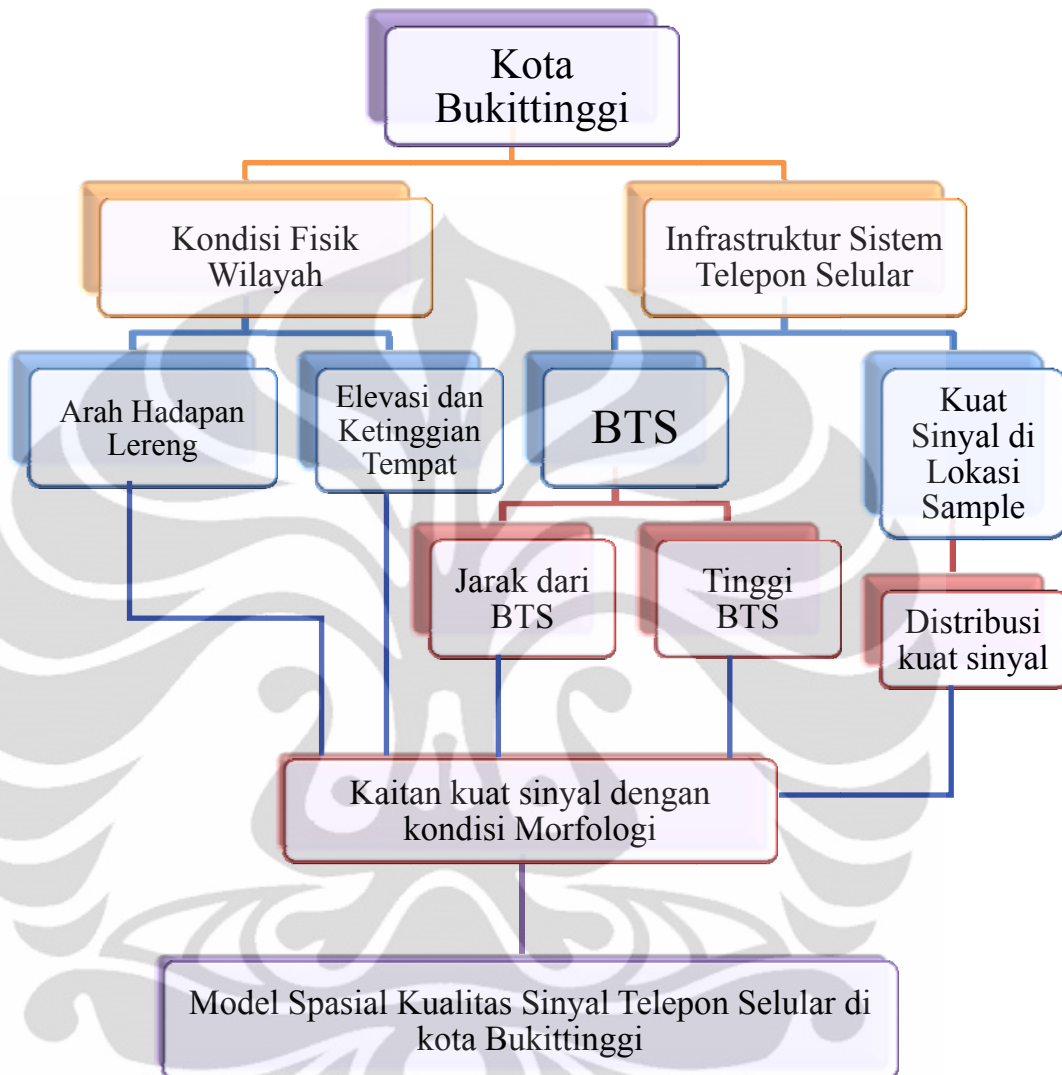 Kota
Bukittinggi
Kondisi Fisik
Wilayah
Infrastruktur Sistem
Telepon Selular
Arah Hadapan
Lereng
Elevasi dan
Ketinggian
Tempat
BTS
Kuat
Sinyal di
Lokasi
Sample
Jarak dari
BTS
Tinggi
BTS
Distribusi
kuat sinyal
Kaitan kuat sinyal dengan
kondisi Morfologi
Model Spasial Kualitas Sinyal Telepon Selular di
kota Bukittinggi